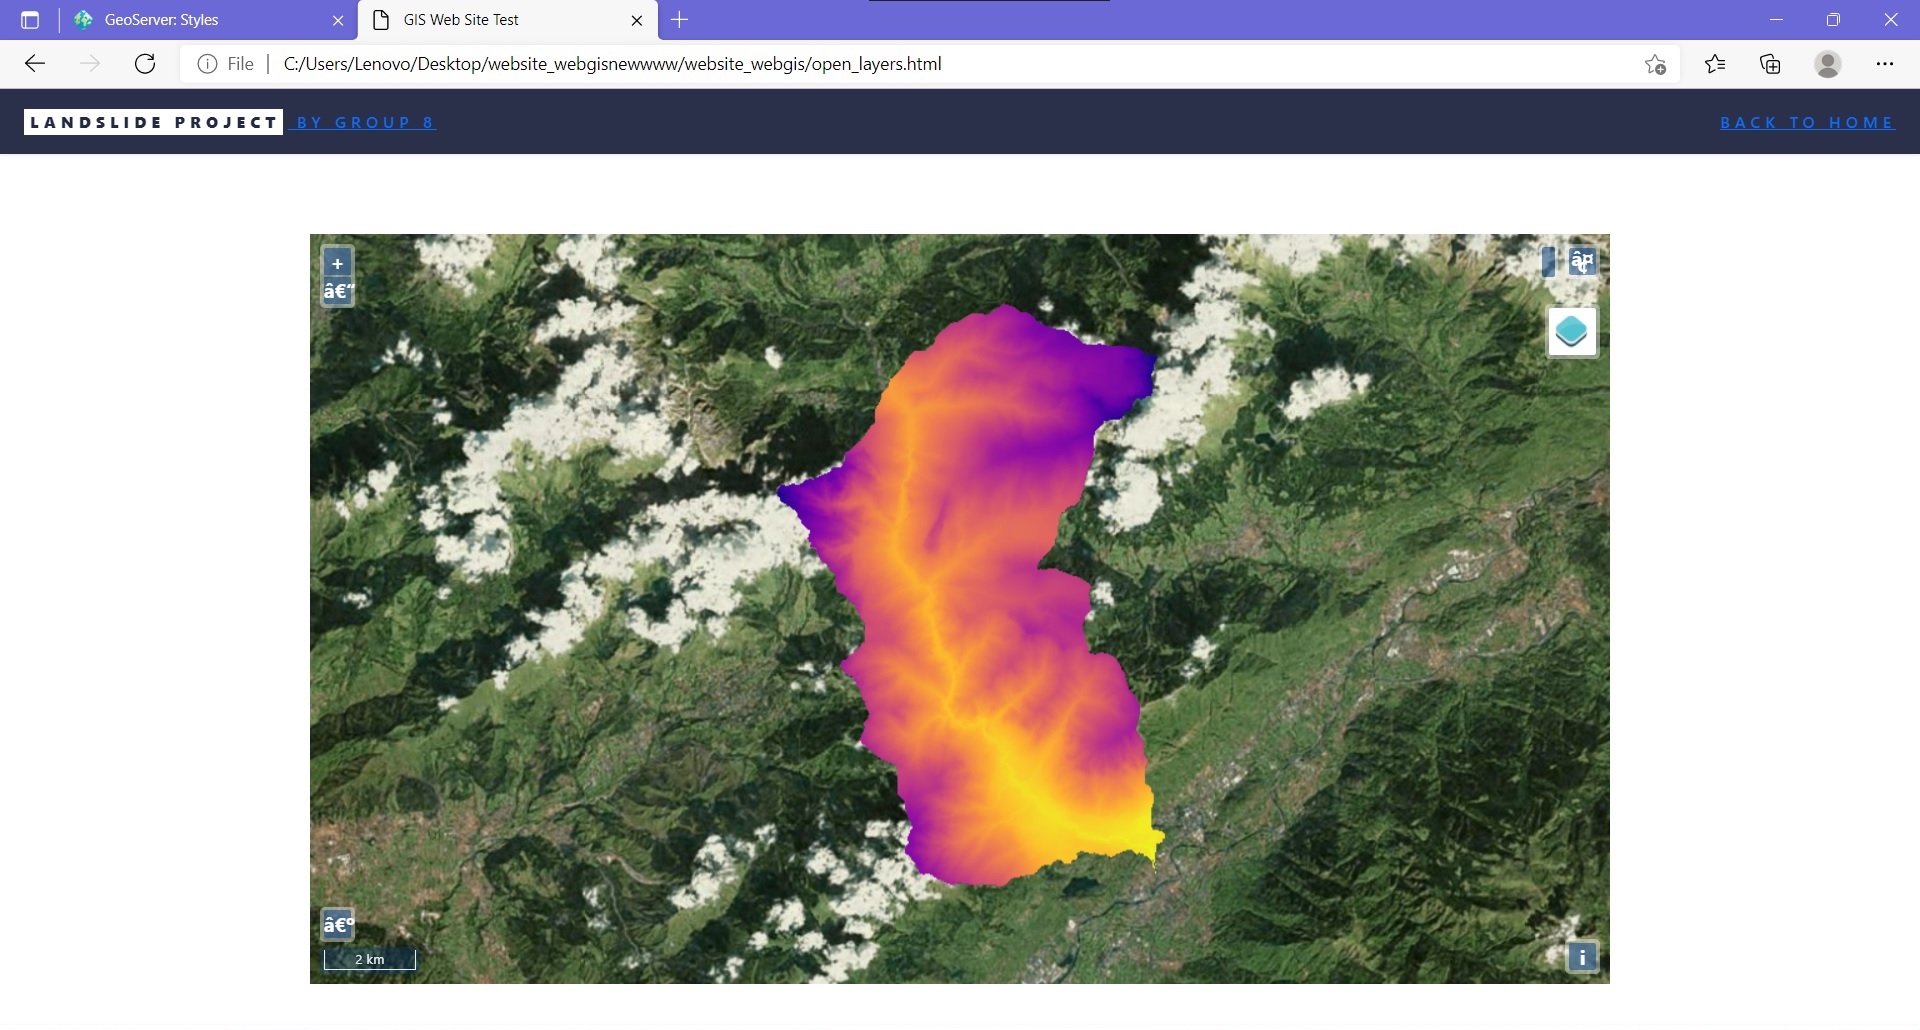 GeoServer: Styles
GIS Web Site Test
File
C:/Users/Lenovo/Desktop/website_webgisnewwww/website_webgis/open_layers.html
LANDSLIDE PROJECT BY GROUP 8
BACK TO HOME
+
â€“
â€º
2 km
i